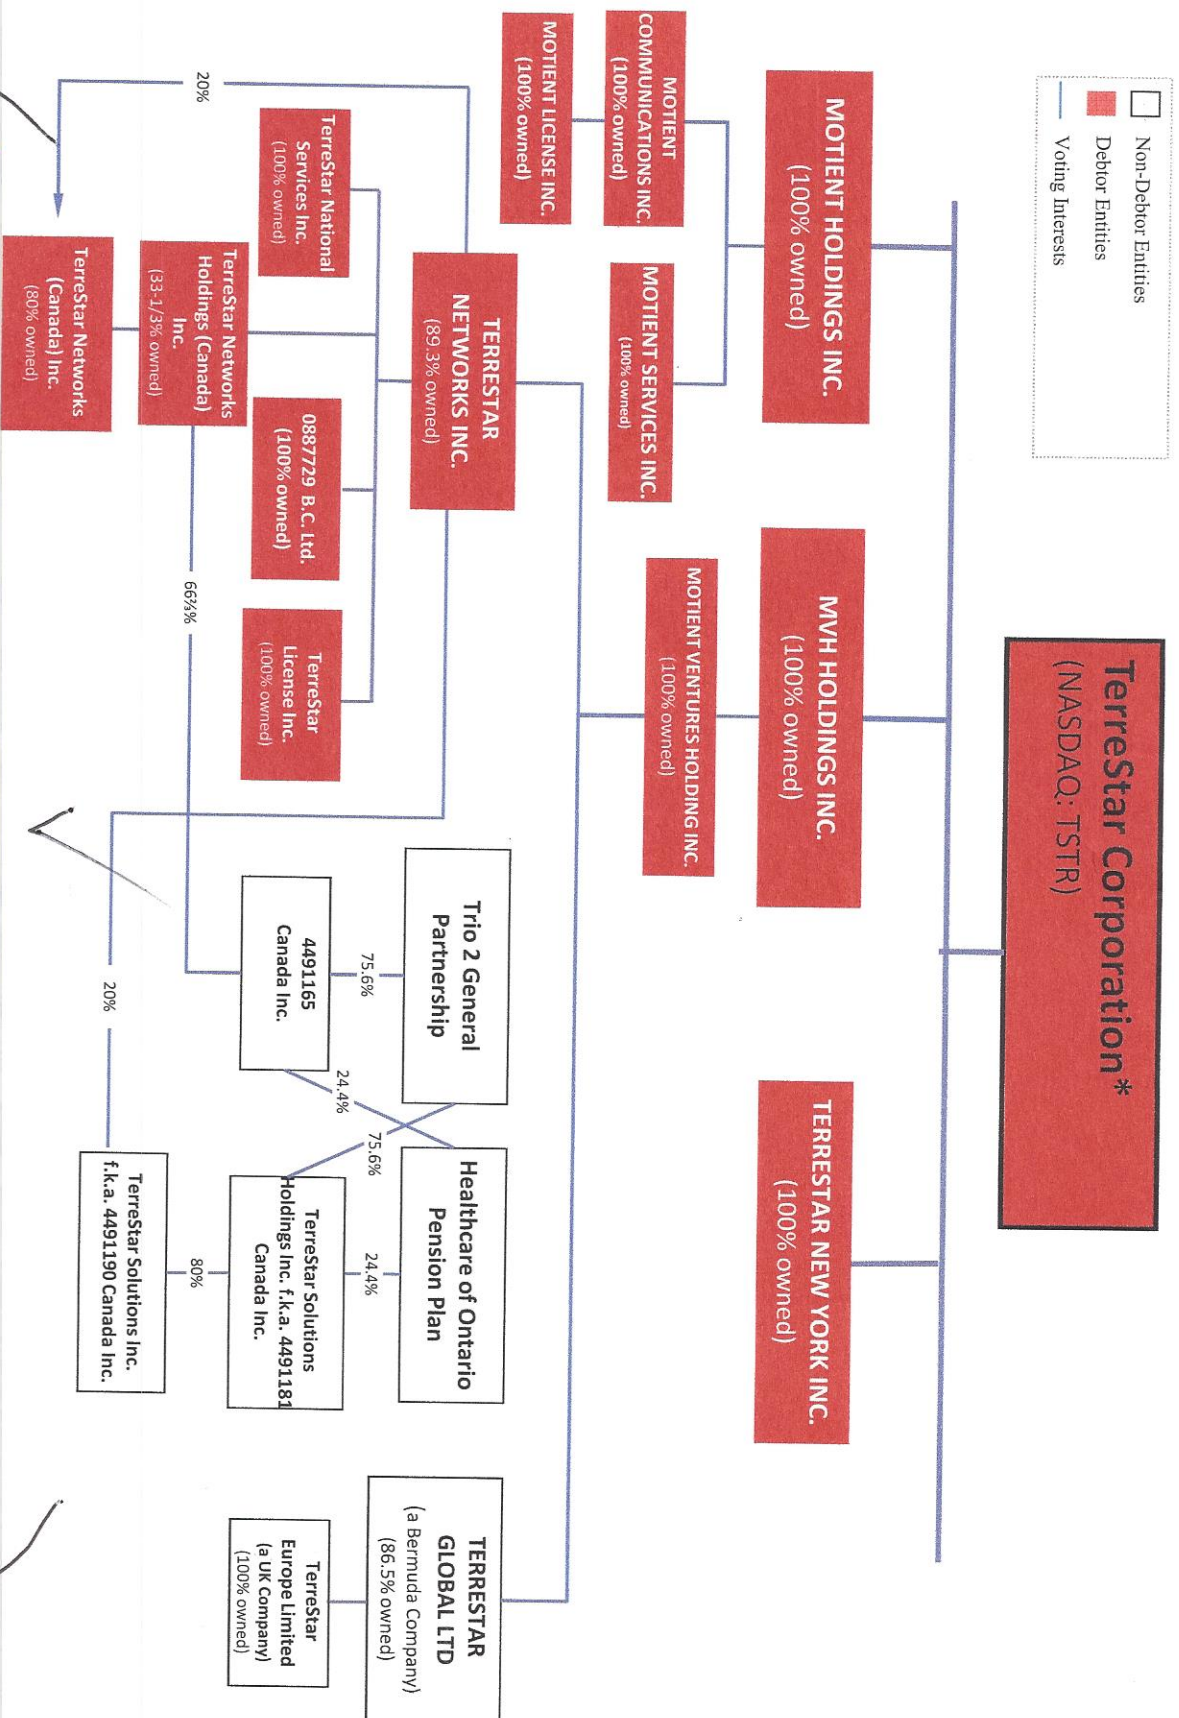 Non-Debtor Entities
Debtor Entities
Voting Interests
TerreStar Corporation*
(NASDAQ: TSTR)
MOTIENT HOLDINGS INC.
(100% owned)
MVH HOLDINGS INC.
(100% owned)
TERRESTAR NEW YORK INC.
(100% owned)
MOTIENT
COMMUNICATIONS INC.
(100% owned)
MOTIENT SERVICES INC.
(100% owned)
MOTIENT VENTURES HOLDING INC.
(100% owned)
MOTIENT LICENSE INC.
(100% owned)
TERRESTAR
NETWORKS INC.
(89.3% owned)
Trio 2 General
Partnership
Healthcare of Ontario
Pension Plan
TERRESTAR
GLOBAL LTD
(a Bermuda Company)
(86.5% owned)
75.6%
24.4%
75.6%
24.4%
TerreStar National
Services Inc.
(100% owned)
0887729 B.C. Ltd.
(100% owned)
TerreStar
License Inc.
(100% owned)
4491165
Canada Inc.
TerreStar Solutions
Holdings Inc. f.k.a. 4491181
Canada Inc.
TerreStar
Europe Limited
(a UK Company)
(100% owned)
20%
TerreStar Networks
Holdings (Canada)
Inc.
(33-1/3% owned)
66⅔%
80%
TerreStar Networks
(Canada) Inc.
(80% owned)
20%
TerreStar Solutions Inc.
f.k.a. 4491190 Canada Inc.